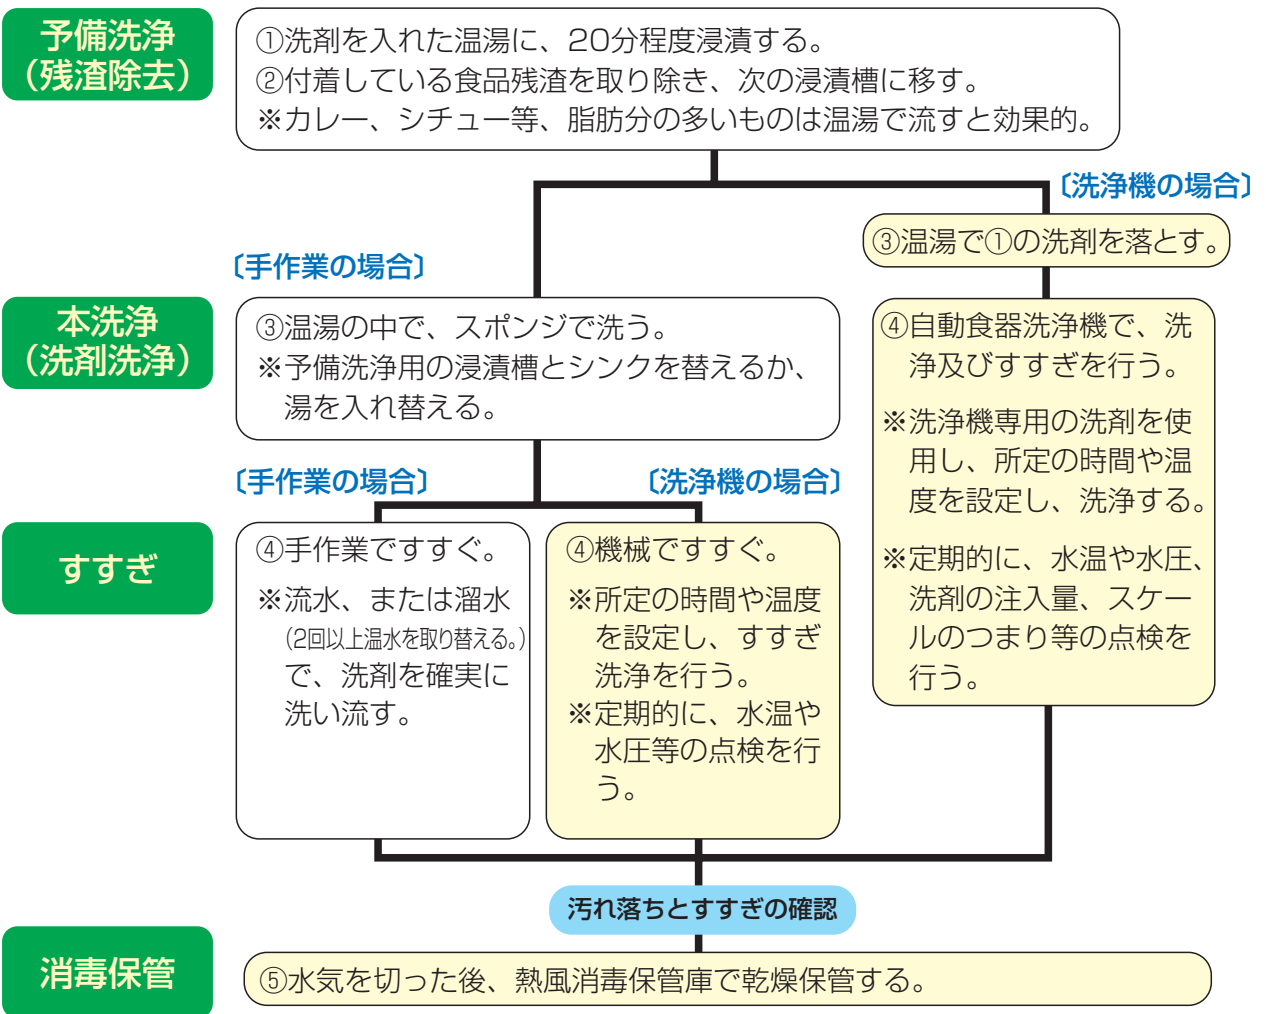 予備洗浄
（残渣除去）
①洗剤を入れた温湯に、20分程度浸漬する。
②付着している食品残渣を取り除き、次の浸漬槽に移す。
※カレー、シチュー等、脂肪分の多いものは温湯で流すと効果的。
〔洗浄機の場合〕
③温湯で①の洗剤を落とす。
〔手作業の場合〕
本洗浄
（洗剤洗浄）
③温湯の中で、スポンジで洗う。
※予備洗浄用の浸漬槽とシンクを替えるか、
湯を入れ替える。
④自動食器洗浄機で、洗
浄及びすすぎを行う。
※洗浄機専用の洗剤を使
用し、所定の時間や温
度を設定し、洗浄する。
※定期的に、水温や水圧、
洗剤の注入量、スケー
ルのつまり等の点検を
行う。
〔手作業の場合〕
〔洗浄機の場合〕
すすぎ
④手作業ですすぐ。
※流水、または溜水
（2回以上温水を取り替える。）
で、洗剤を確実に
洗い流す。
④機械ですすぐ。
※所定の時間や温度
を設定し、すすぎ
洗浄を行う。
※定期的に、水温や
水圧等の点検を行
う。
汚れ落ちとすすぎの確認
消毒保管
⑤水気を切った後、熱風消毒保管庫で乾燥保管する。